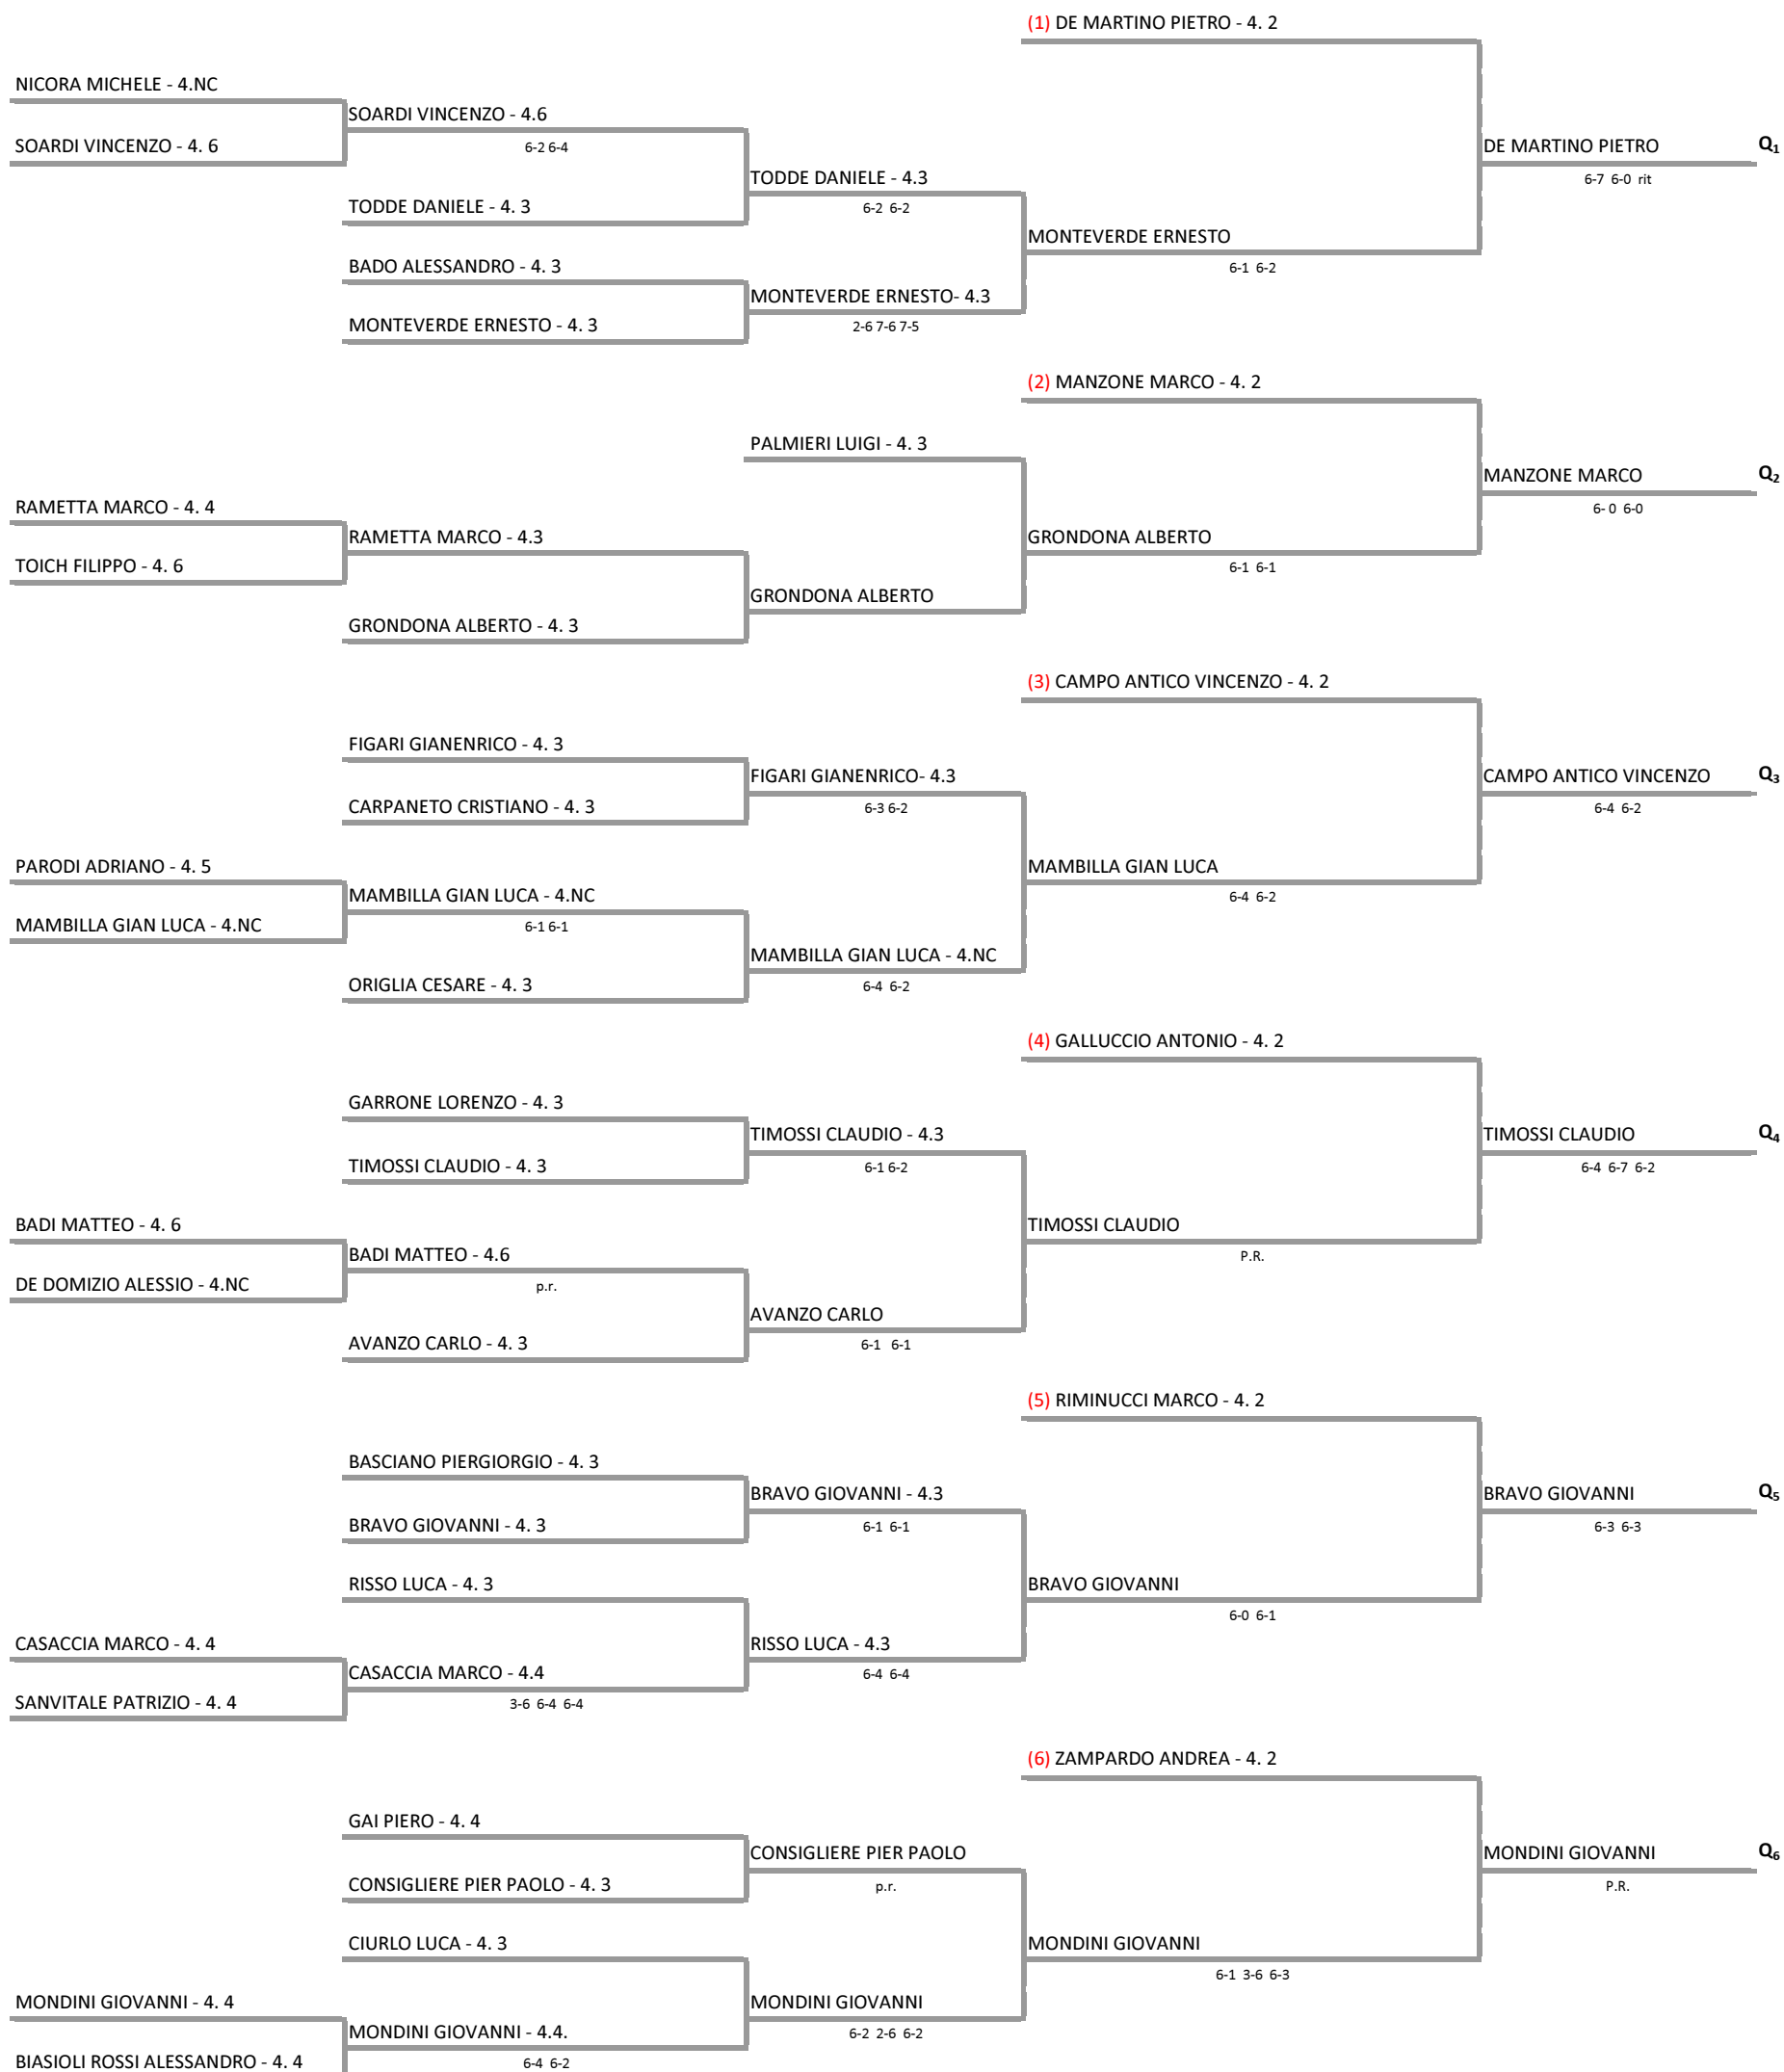 (1) DE MARTINO PIETRO - 4. 2
NICORA MICHELE - 4.NC
SOARDI VINCENZO - 4.6
SOARDI VINCENZO - 4. 6
6-2 6-4
DE MARTINO PIETRO Q1
6-7 6-0 rit
TODDE DANIELE - 4.3
6-2 6-2
TODDE DANIELE - 4. 3
MONTEVERDE ERNESTO
6-1 6-2
BADO ALESSANDRO - 4. 3
MONTEVERDE ERNESTO- 4.3
2-6 7-6 7-5
MONTEVERDE ERNESTO - 4. 3
(2) MANZONE MARCO - 4. 2
PALMIERI LUIGI - 4. 3
MANZONE MARCO Q2
6- 0 6-0
RAMETTA MARCO - 4. 4
RAMETTA MARCO - 4.3
GRONDONA ALBERTO
6-1 6-1
TOICH FILIPPO - 4. 6
GRONDONA ALBERTO
GRONDONA ALBERTO - 4. 3
(3) CAMPO ANTICO VINCENZO - 4. 2
FIGARI GIANENRICO - 4. 3
FIGARI GIANENRICO- 4.3
6-3 6-2
CAMPO ANTICO VINCENZO Q3
6-4 6-2
CARPANETO CRISTIANO - 4. 3
PARODI ADRIANO - 4. 5
MAMBILLA GIAN LUCA
6-4 6-2
MAMBILLA GIAN LUCA - 4.NC
6-1 6-1
MAMBILLA GIAN LUCA - 4.NC
MAMBILLA GIAN LUCA - 4.NC
6-4 6-2
ORIGLIA CESARE - 4. 3
(4) GALLUCCIO ANTONIO - 4. 2
GARRONE LORENZO - 4. 3
TIMOSSI CLAUDIO - 4.3
6-1 6-2
TIMOSSI CLAUDIO Q4
6-4 6-7 6-2
TIMOSSI CLAUDIO - 4. 3
BADI MATTEO - 4. 6
TIMOSSI CLAUDIO
P.R.
BADI MATTEO - 4.6
p.r.
DE DOMIZIO ALESSIO - 4.NC
AVANZO CARLO
6-1 6-1
AVANZO CARLO - 4. 3
(5) RIMINUCCI MARCO - 4. 2
BASCIANO PIERGIORGIO - 4. 3
BRAVO GIOVANNI - 4.3
6-1 6-1
BRAVO GIOVANNI Q5
6-3 6-3
BRAVO GIOVANNI - 4. 3
RISSO LUCA - 4. 3
BRAVO GIOVANNI
6-0 6-1
CASACCIA MARCO - 4. 4
RISSO LUCA - 4.3
6-4 6-4
CASACCIA MARCO - 4.4
3-6 6-4 6-4
SANVITALE PATRIZIO - 4. 4
(6) ZAMPARDO ANDREA - 4. 2
GAI PIERO - 4. 4
CONSIGLIERE PIER PAOLO
p.r.
MONDINI GIOVANNI Q6
P.R.
CONSIGLIERE PIER PAOLO - 4. 3
CIURLO LUCA - 4. 3
MONDINI GIOVANNI
6-1 3-6 6-3
MONDINI GIOVANNI - 4. 4
MONDINI GIOVANNI
6-2 2-6 6-2
MONDINI GIOVANNI - 4.4.
6-4 6-2
BIASIOLI ROSSI ALESSANDRO - 4. 4